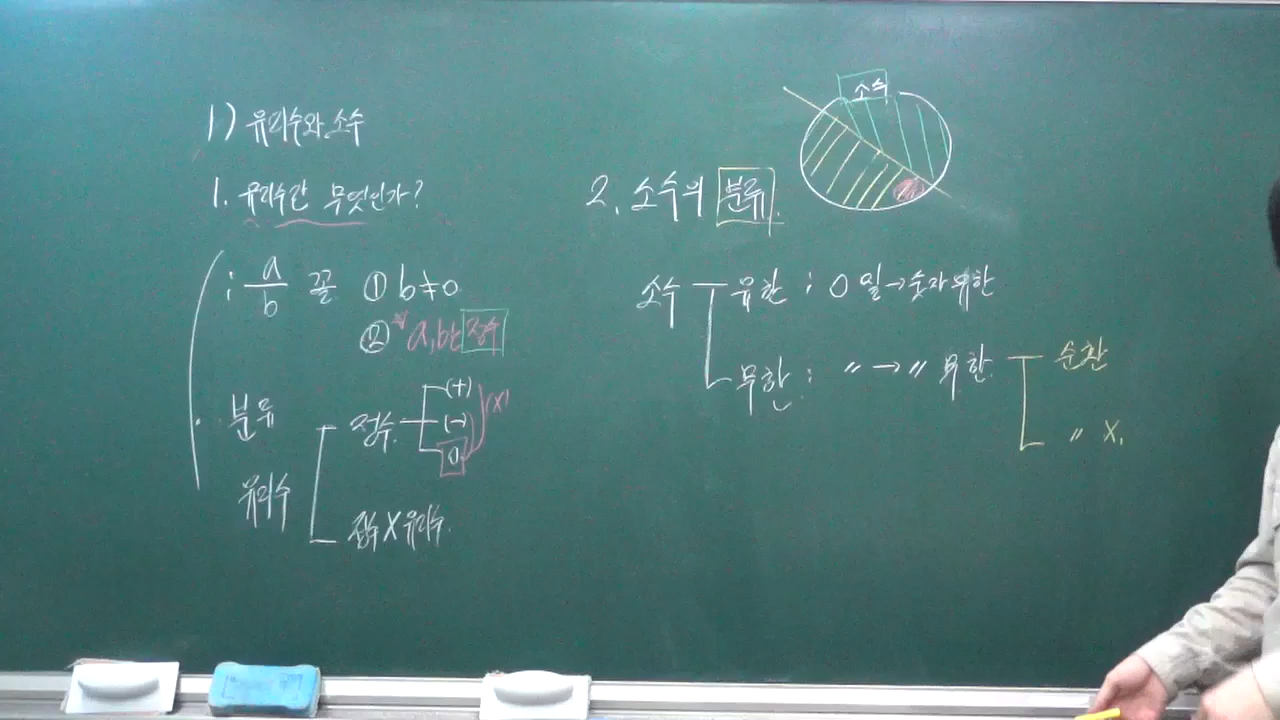 1) 유리수와 소수
1. 유리수란 무엇인가?
: a/b 꼴 ① b≠0
② * a, b는 정수
분류
유리수
정수
(+)
(-)
0
(X)
정수 X 유리수.
소수
2. 소수의 분류.
소수
유한 : 0 밑 → 숫자 유한
무한 : 〃 → 〃 무한
순환
〃 X.